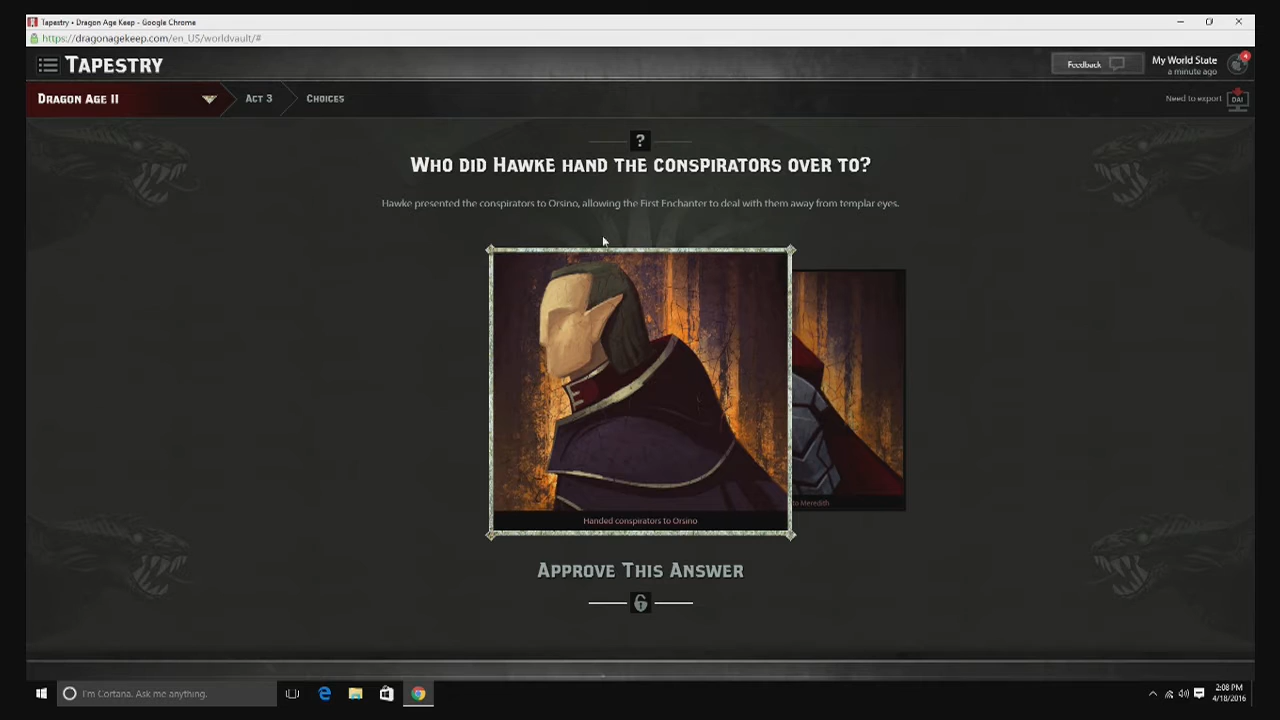 Tapestry • Dragon Age Keep - Google Chrome
https://dragonagekeep.com/en_US/worldvault/#
Tapestry
Feedback
My World State
a minute ago
4
Dragon Age II
Act 3
Choices
Need to export
DAI
?
Who did Hawke hand the conspirators over to?
Hawke presented the conspirators to Orsino, allowing the First Enchanter to deal with them away from templar eyes.
to Meredith
Handed conspirators to Orsino
Approve This Answer
I'm Cortana. Ask me anything.
2:08 PM
4/18/2016